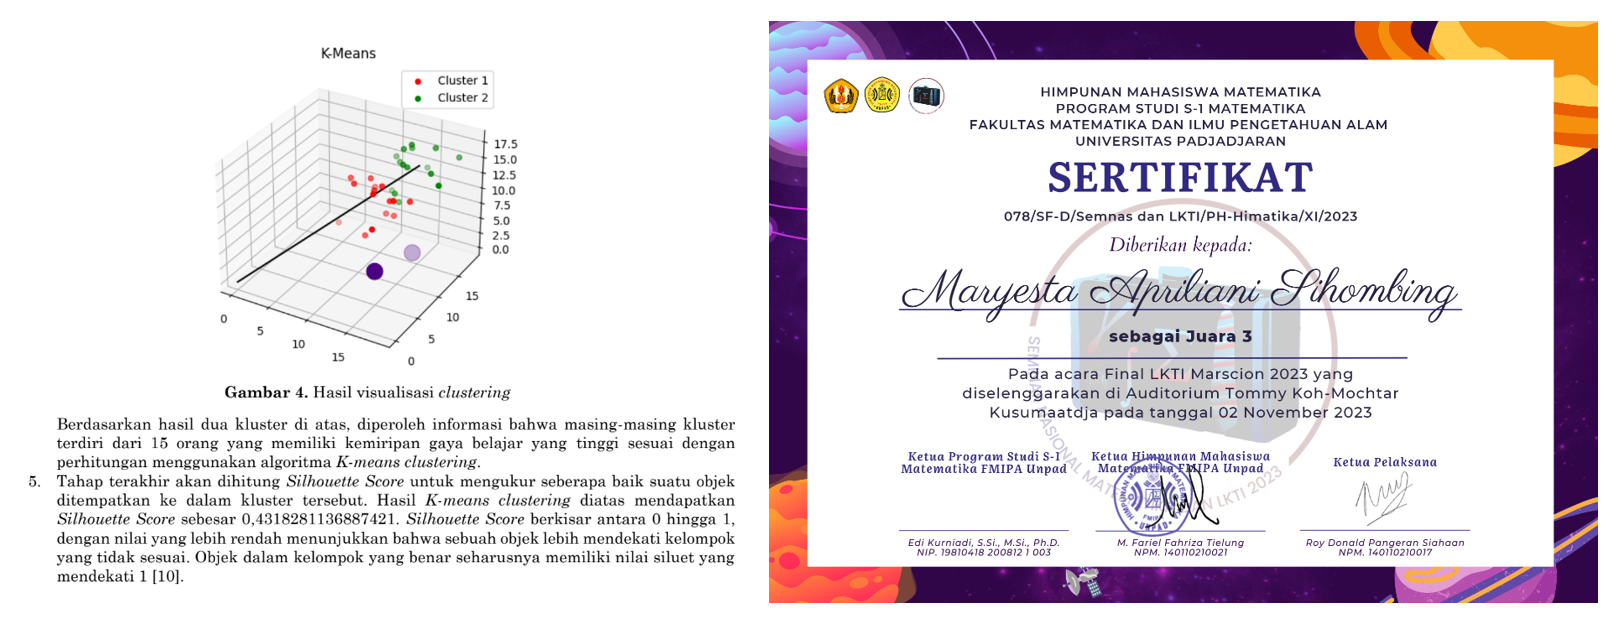 K-Means
Cluster 1
Cluster 2
17.5
15.0
12.5
10.0
7.5
5.0
2.5
0.0
0
5
10
15
0
5
10
15
Gambar 4. Hasil visualisasi clustering
Berdasarkan hasil dua kluster di atas, diperoleh informasi bahwa masing-masing kluster
terdiri dari 15 orang yang memiliki kemiripan gaya belajar yang tinggi sesuai dengan
perhitungan menggunakan algoritma K-means clustering.
5. Tahap terakhir akan dihitung Silhouette Score untuk mengukur seberapa baik suatu objek
ditempatkan ke dalam kluster tersebut. Hasil K-means clustering diatas mendapatkan
Silhouette Score sebesar 0,4318281136887421. Silhouette Score berkisar antara 0 hingga 1,
dengan nilai yang lebih rendah menunjukkan bahwa sebuah objek lebih mendekati kelompok
yang tidak sesuai. Objek dalam kelompok yang benar seharusnya memiliki nilai siluet yang
mendekati 1 [10].
HIMPUNAN MAHASISWA MATEMATIKA
PROGRAM STUDI S-1 MATEMATIKA
FAKULTAS MATEMATIKA DAN ILMU PENGETAHUAN ALAM
UNIVERSITAS PADJADJARAN
SERTIFIKAT
078/SF-D/Semnas dan LKTI/PH-Himatika/XI/2023
Diberikan kepada:
Maryesta Apriliani Sihombing
sebagai Juara 3
Pada acara Final LKTI Marscion 2023 yang
diselenggarakan di Auditorium Tommy Koh-Mochtar
Kusumaatdja pada tanggal 02 November 2023
Ketua Program Studi S-1
Matematika FMIPA Unpad
Edi Kurniadi, S.Si., M.Si., Ph.D.
NIP. 19810418 200812 1 003
Ketua Himpunan Mahasiswa
Matematika FMIPA Unpad
M. Fariel Fahriza Tielung
NPM. 140110210021
Ketua Pelaksana
Roy Donald Pangeran Siahaan
NPM. 140110210017